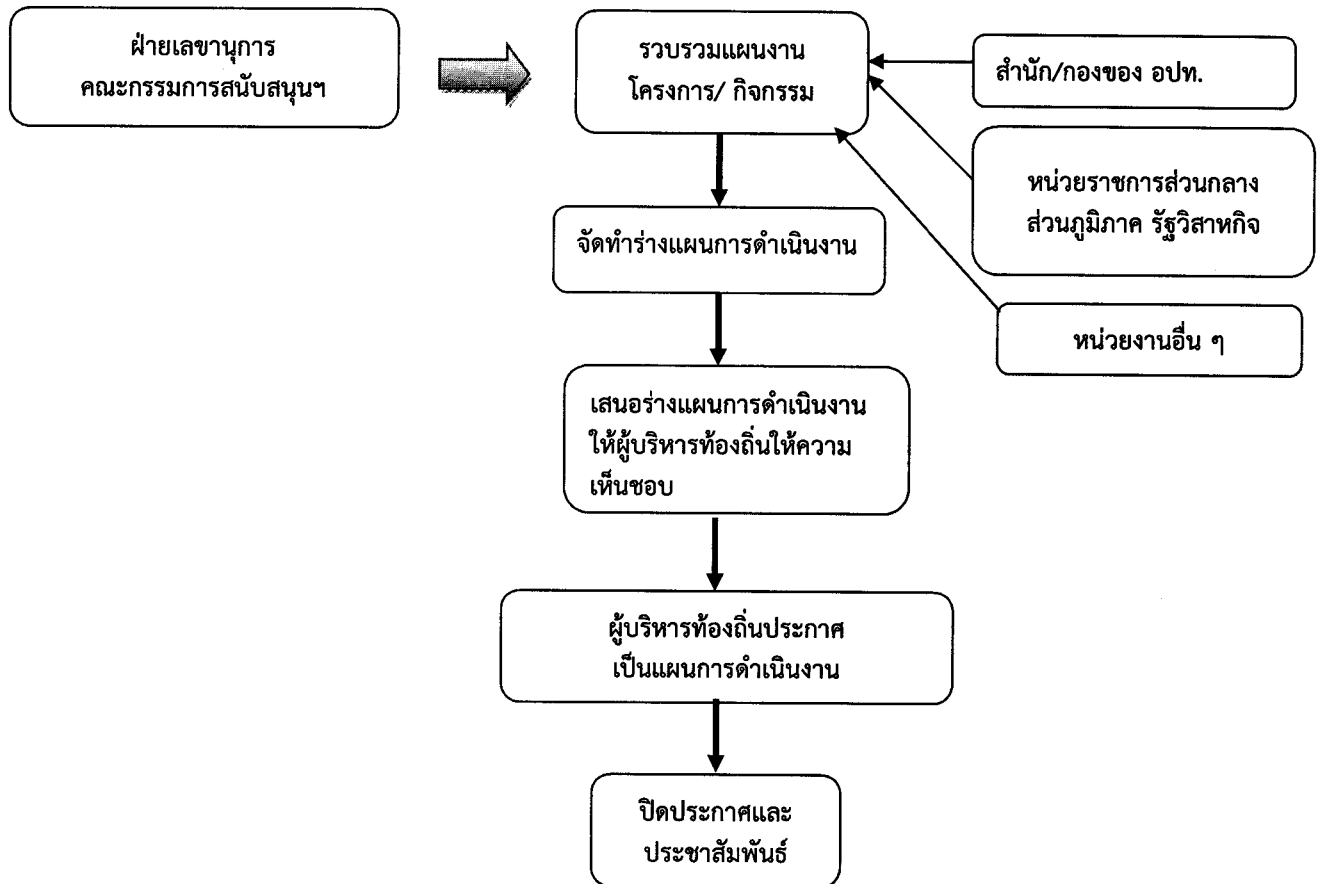 ฝ่ายเลขานุการ
คณะกรรมการสนับสนุนฯ
รวบรวมแผนงาน
โครงการ/ กิจกรรม
สำนัก/กองของ อปท.
หน่วยราชการส่วนกลาง
ส่วนภูมิภาค รัฐวิสาหกิจ
หน่วยงานอื่น ๆ
จัดทำร่างแผนการดำเนินงาน
เสนอร่างแผนการดำเนินงาน
ให้ผู้บริหารท้องถิ่นให้ความ
เห็นชอบ
ผู้บริหารท้องถิ่นประกาศ
เป็นแผนการดำเนินงาน
ปิดประกาศและ
ประชาสัมพันธ์